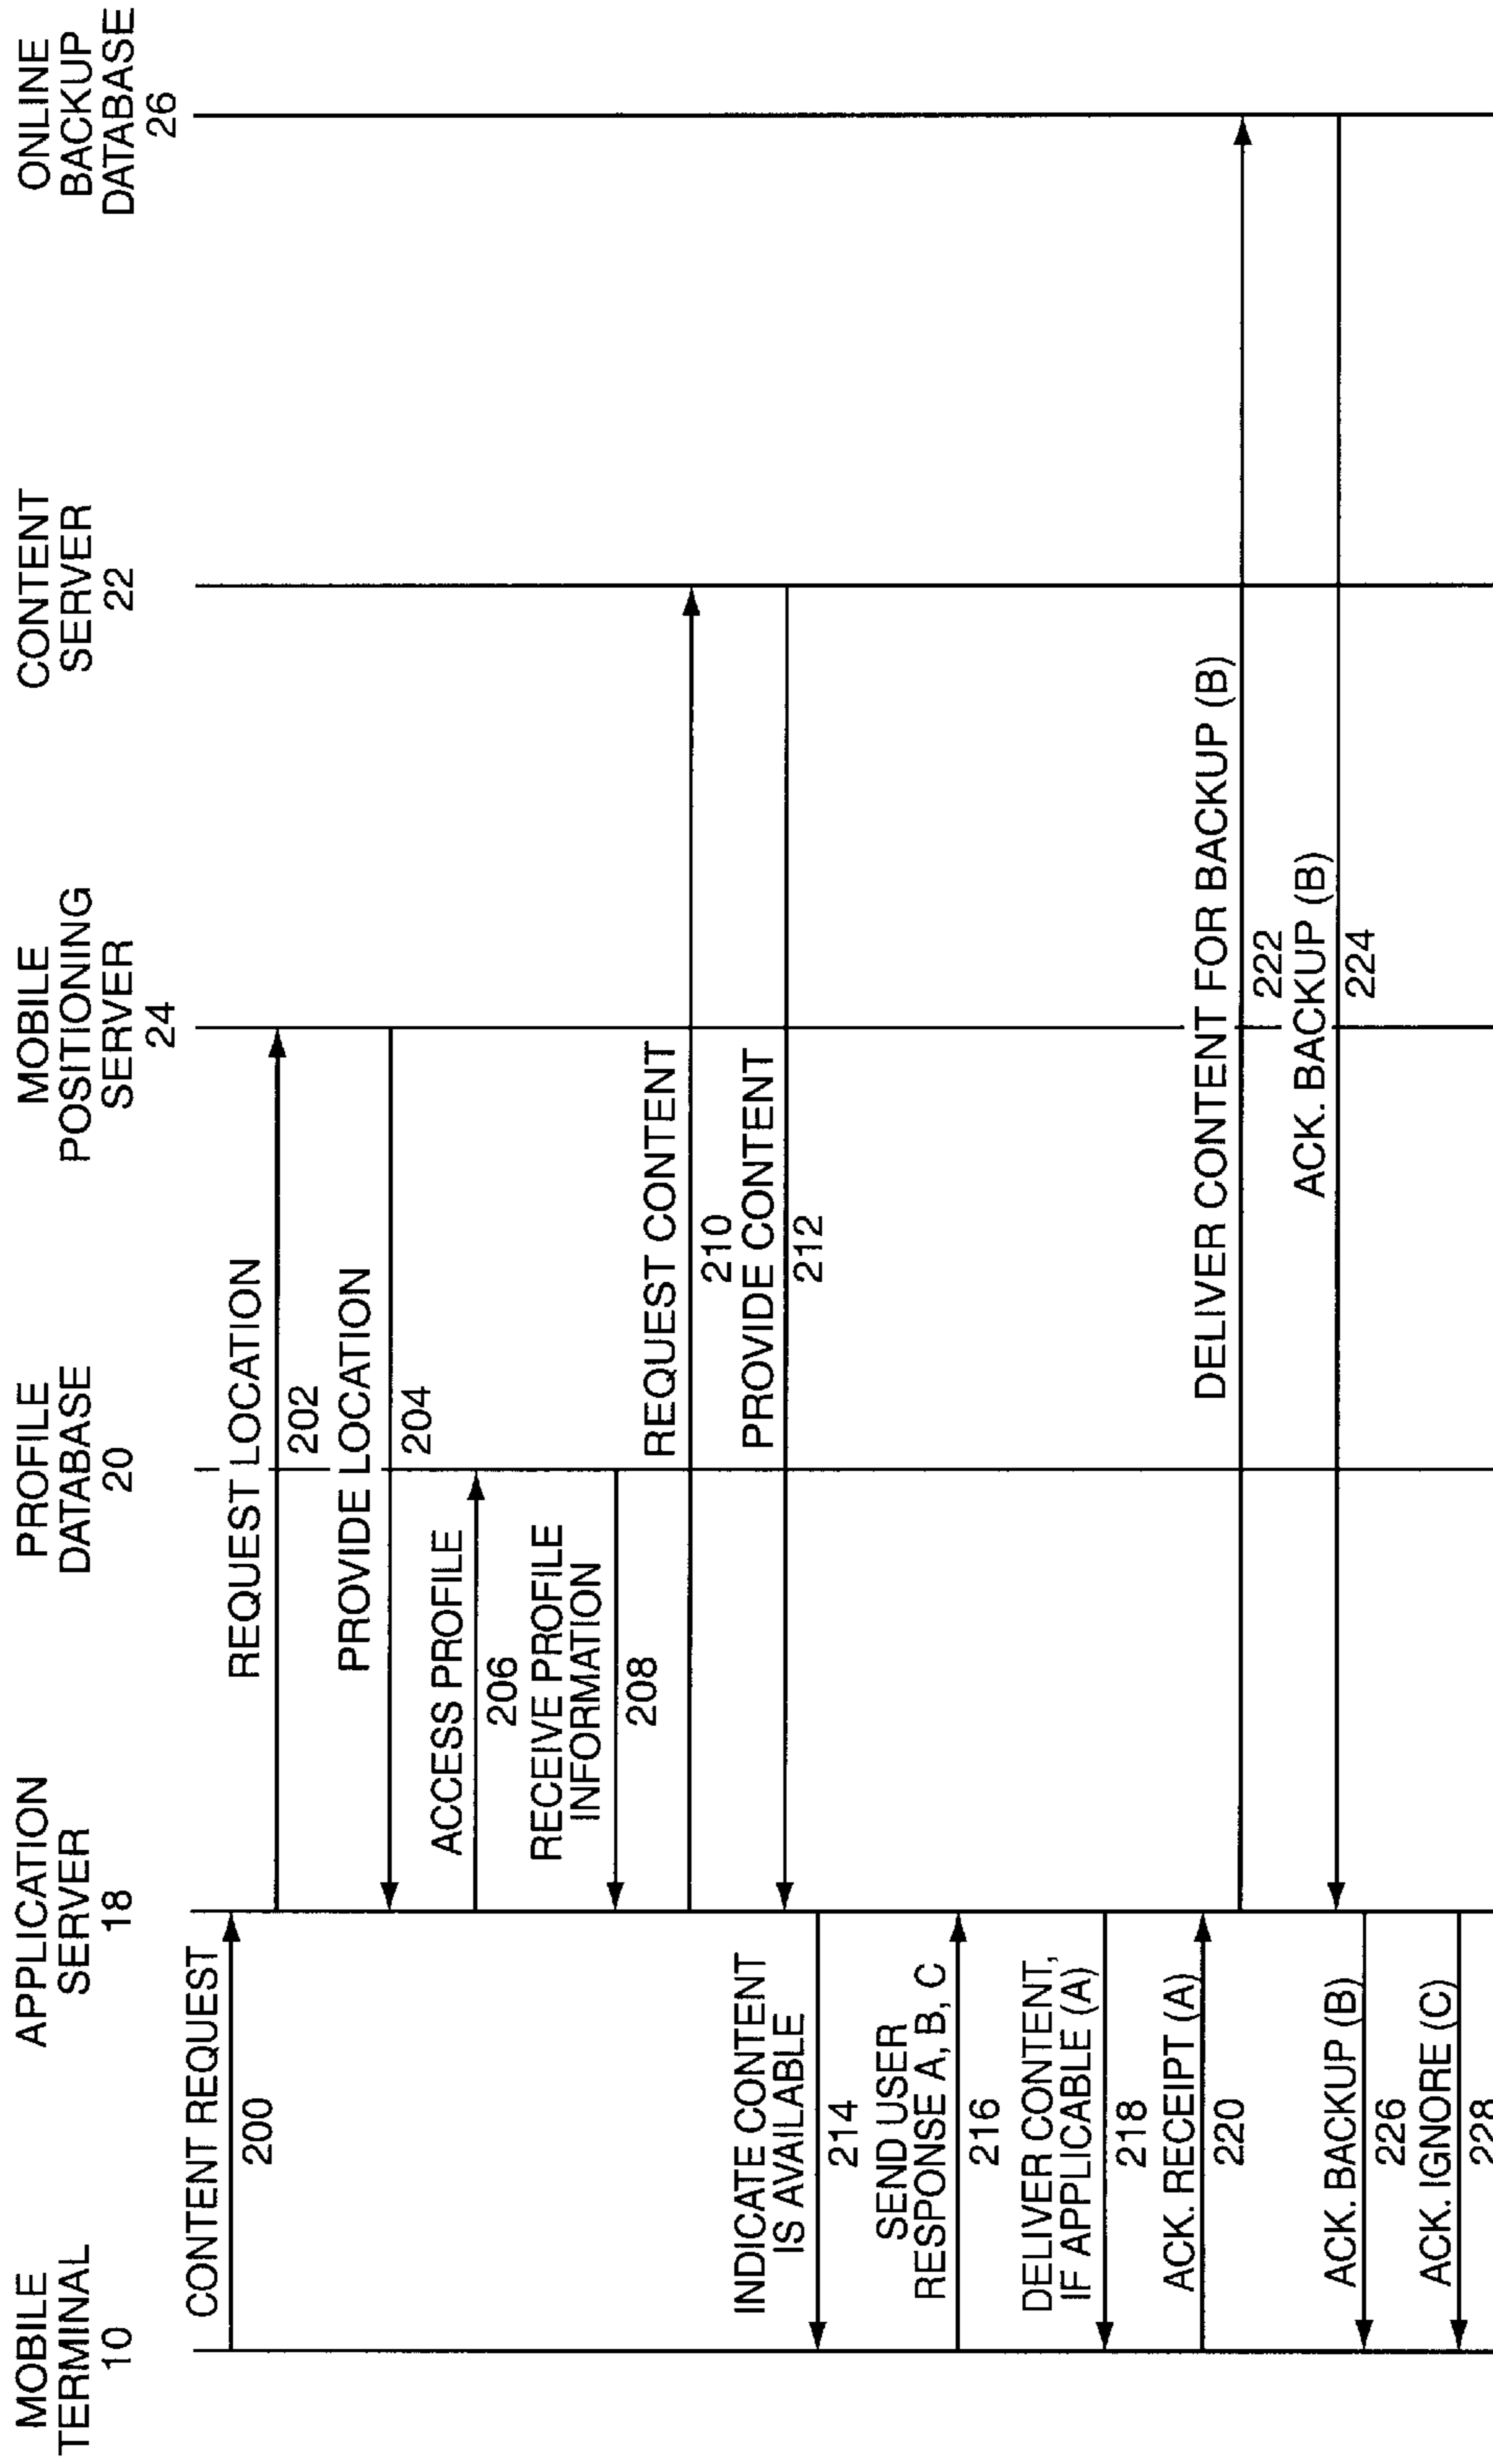 MOBILE
TERMINAL
10
APPLICATION
SERVER
18
PROFILE
DATABASE
20
MOBILE
POSITIONING
SERVER
24
CONTENT
SERVER
22
ONLINE
BACKUP
DATABASE
26
CONTENT REQUEST
200
REQUEST LOCATION
202
PROVIDE LOCATION
204
ACCESS PROFILE
206
RECEIVE PROFILE
INFORMATION
208
REQUEST CONTENT
210
PROVIDE CONTENT
212
INDICATE CONTENT
IS AVAILABLE
214
SEND USER
RESPONSE A, B, C
216
DELIVER CONTENT,
IF APPLICABLE (A)
218
ACK. RECEIPT (A)
220
DELIVER CONTENT FOR BACKUP (B)
222
ACK. BACKUP (B)
224
ACK. BACKUP (B)
226
ACK. IGNORE (C)
228